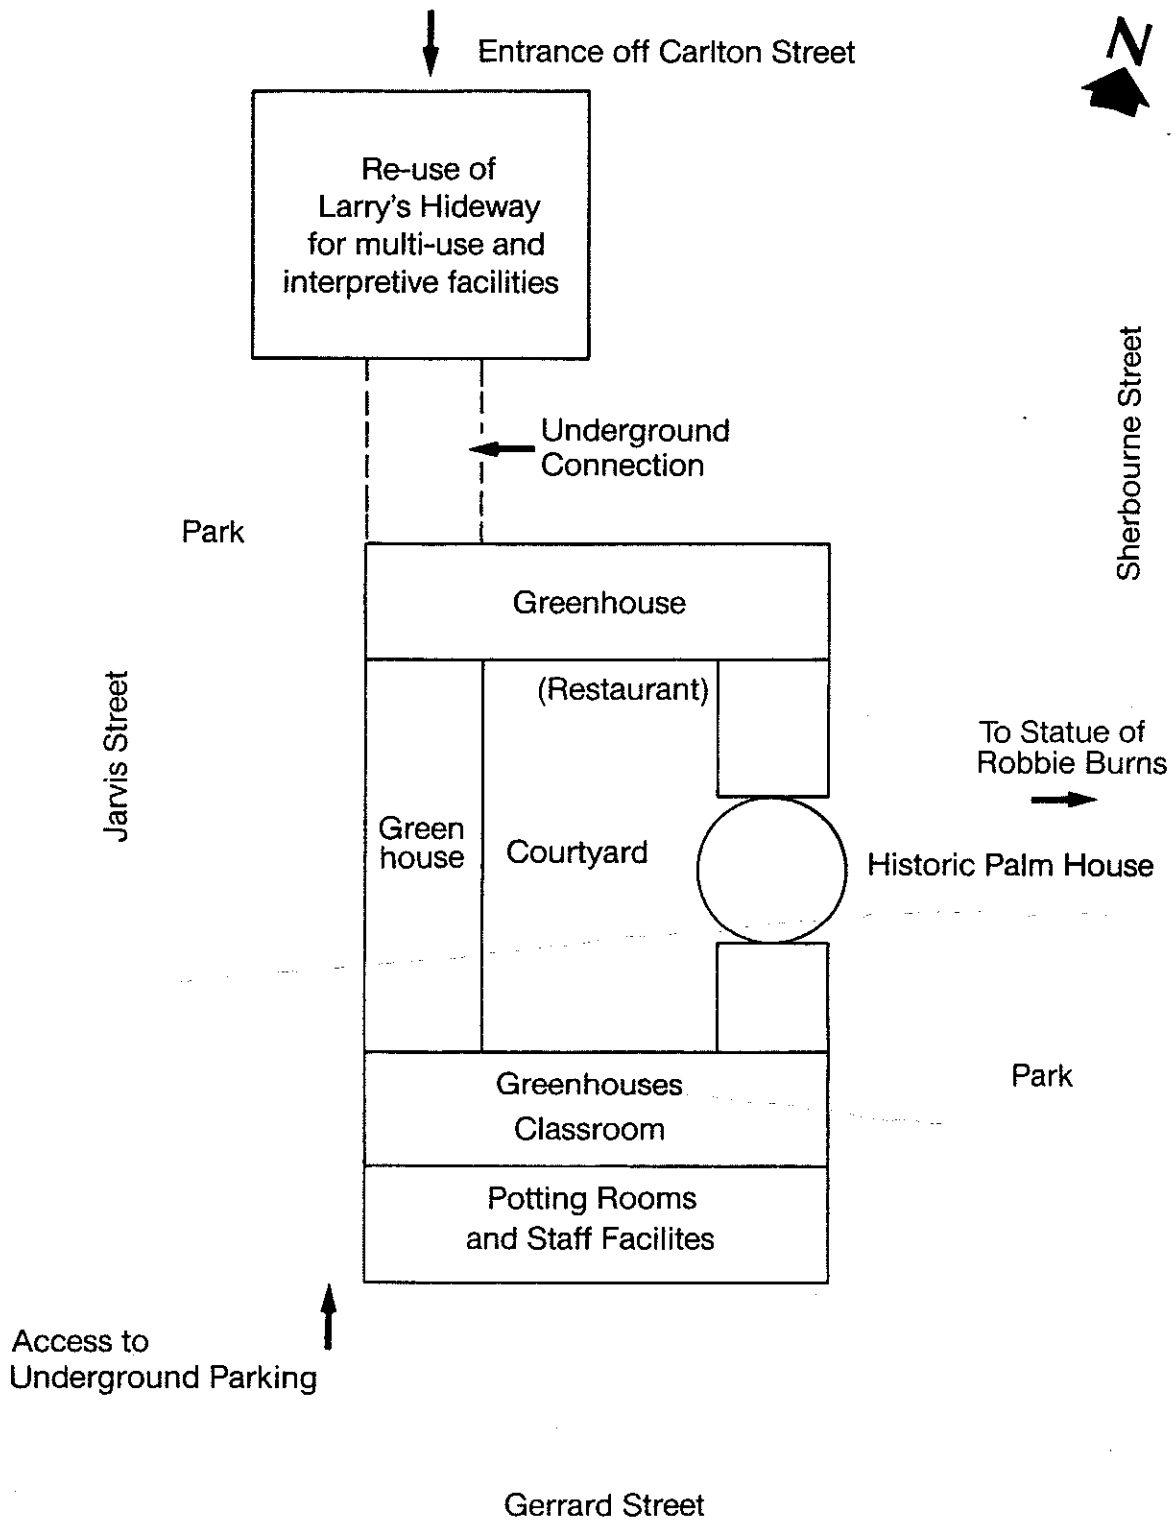 Entrance off Carlton Street
N
Re-use of
Larry's Hideway
for multi-use and
interpretive facilities
Sherbourne Street
Underground
Connection
Park
Greenhouse
(Restaurant)
Jarvis Street
To Statue of
Robbie Burns
Green
house
Courtyard
Historic Palm House
Greenhouses
Classroom
Park
Potting Rooms
and Staff Facilites
Access to
Underground Parking
Gerrard Street